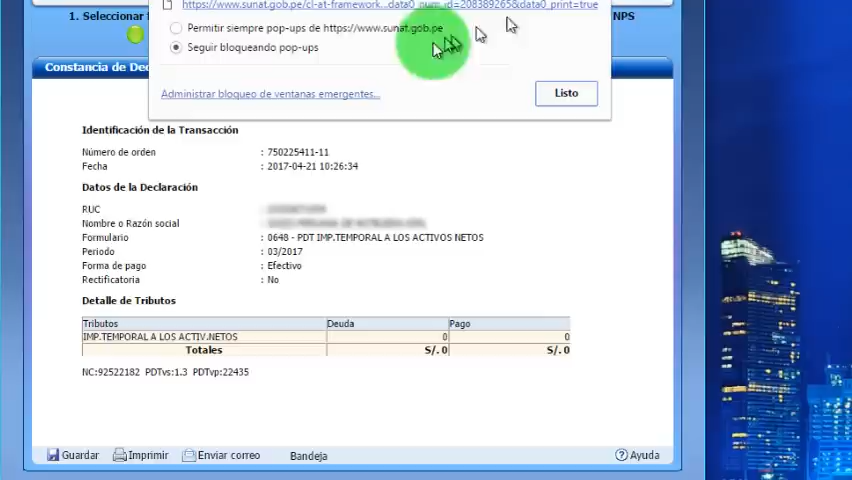 https://www.sunat.gob.pe/cl-at-framework...data0_num_id=208389265&data0_print=true
1. Seleccionar
NPS
Permitir siempre pop-ups de https://www.sunat.gob.pe
Seguir bloqueando pop-ups
Constancia de
Administrar bloqueo de ventanas emergentes...
Listo
Identificación de la Transacción
Número de orden : 750225411-11
Fecha : 2017-04-21 10:26:34
Datos de la Declaración
RUC :
Nombre o Razón social :
Formulario : 0648 - PDT IMP.TEMPORAL A LOS ACTIVOS NETOS
Periodo : 03/2017
Forma de pago : Efectivo
Rectificatoria : No
Detalle de Tributos
Tributos Deuda Pago
IMP.TEMPORAL A LOS ACTIV.NETOS 0 0
Totales S/. 0 S/. 0
NC:92522182 PDTvs:1.3 PDTvp:22435
Guardar Imprimir Enviar correo Bandeja Ayuda